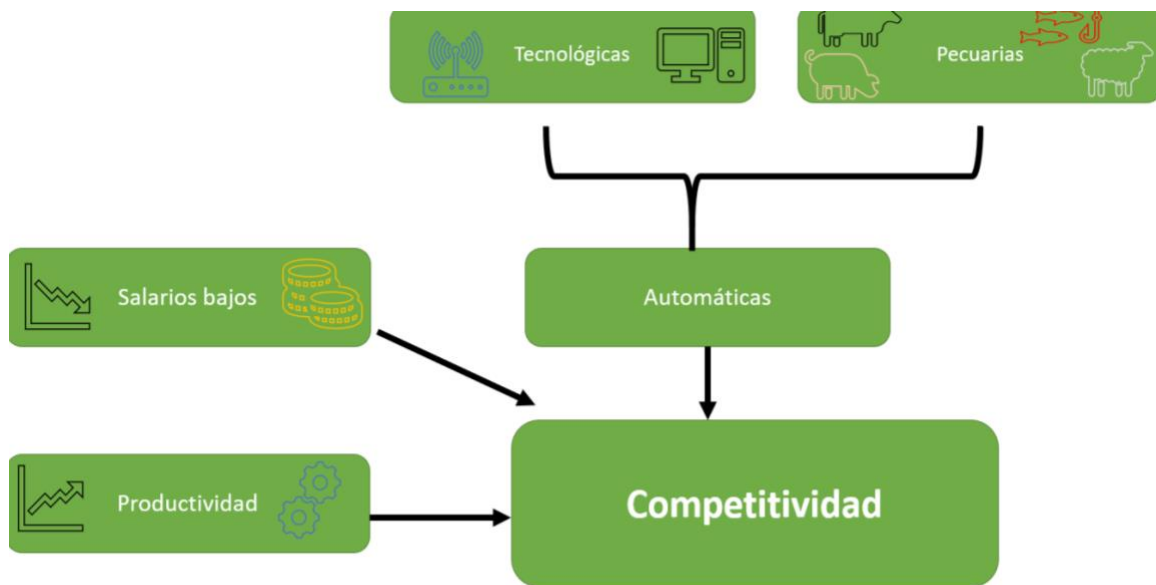 Tecnológicas
Pecuarias
Salarios bajos
Automáticas
Productividad
Competitividad